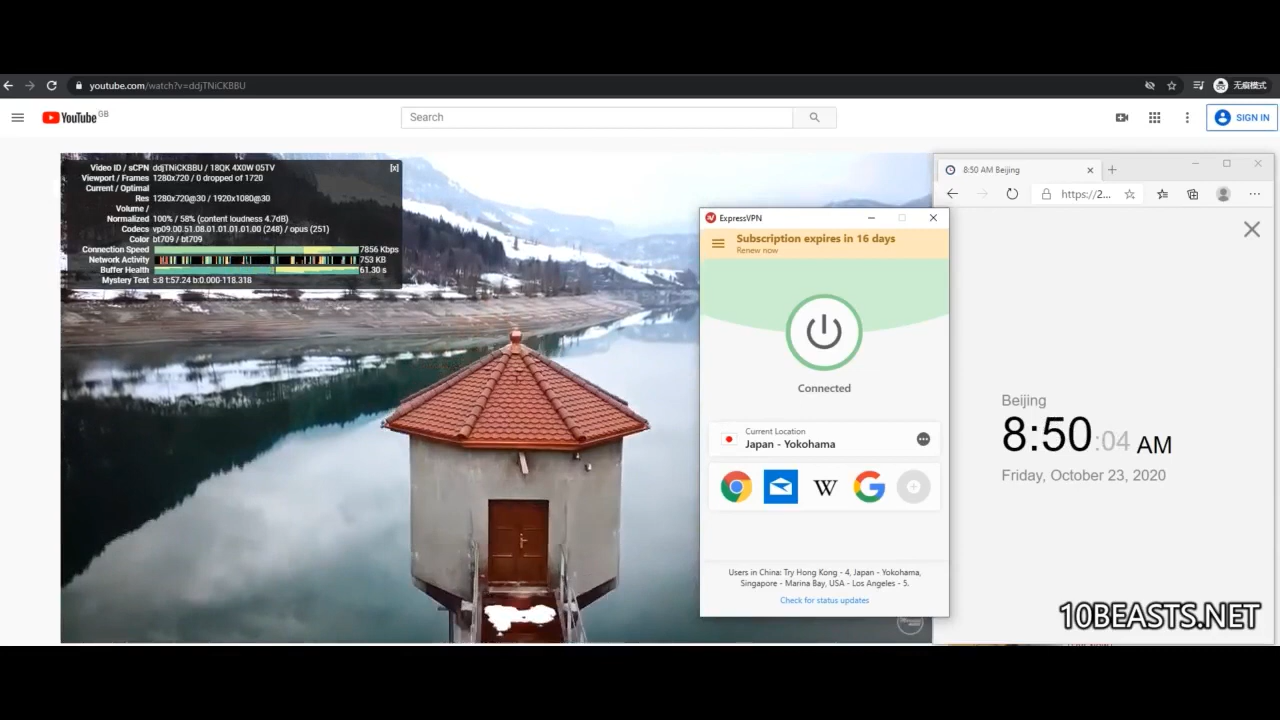 youtube.com/watch?v=ddjTNiCKBBU
无痕模式
YouTube GB
Search
SIGN IN
Video ID / sCPN ddjTNiCKBBU / 18QK 4X0W 05TV [x]
Viewport / Frames 1280x720 / 0 dropped of 1720
Current / Optimal
Res 1280x720@30 / 1920x1080@30
Volume /
Normalized 100% / 58% (content loudness 4.7dB)
Codecs vp09.00.51.08.01.01.01.01.00 (248) / opus (251)
Color bt709 / bt709
Connection Speed 7856 Kbps
Network Activity 753 KB
Buffer Health 61.30 s
Mystery Text s:8 t:57.24 b:0.000-118.318
ExpressVPN
Subscription expires in 16 days
Renew now
Connected
Current Location
Japan - Yokohama
W
G
Users in China: Try Hong Kong - 4, Japan - Yokohama,
Singapore - Marina Bay, USA - Los Angeles - 5.
Check for status updates
8:50 AM Beijing
https://2...
Beijing
8:50:04 AM
Friday, October 23, 2020
10BEASTS.NET